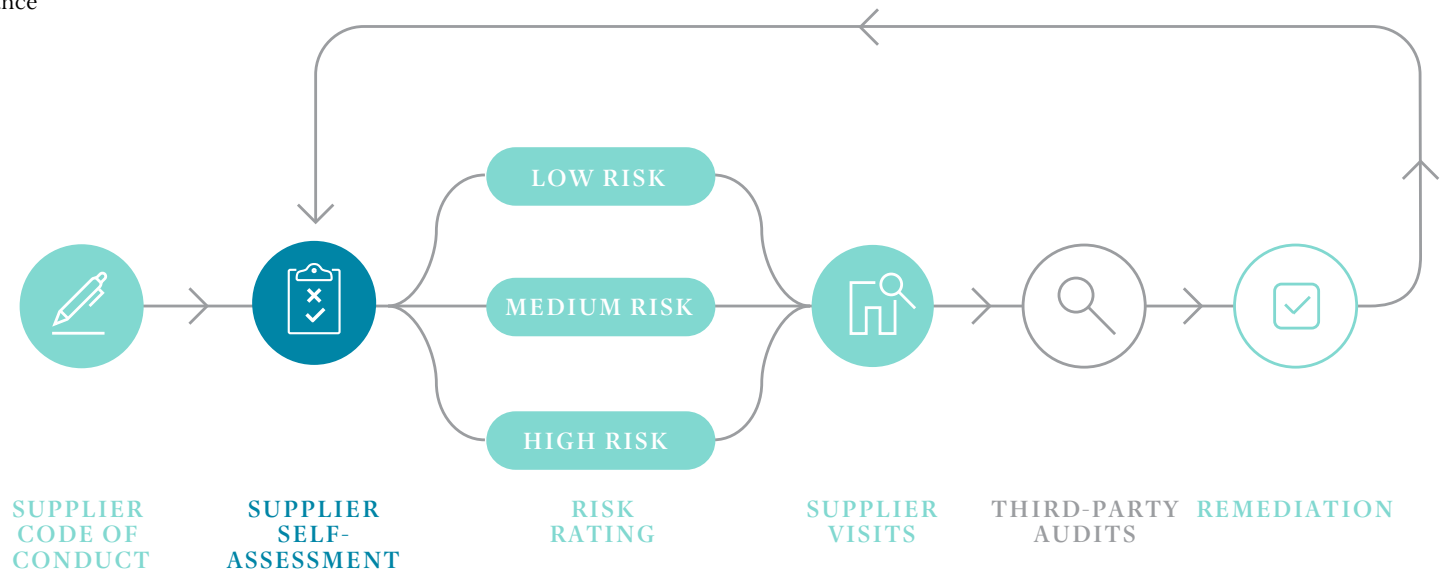 LOW RISK
MEDIUM RISK
HIGH RISK
SUPPLIER
CODE OF
CONDUCT
SUPPLIER
SELF-
ASSESSMENT
RISK
RATING
SUPPLIER
VISITS
THIRD-PARTY
AUDITS
REMEDIATION